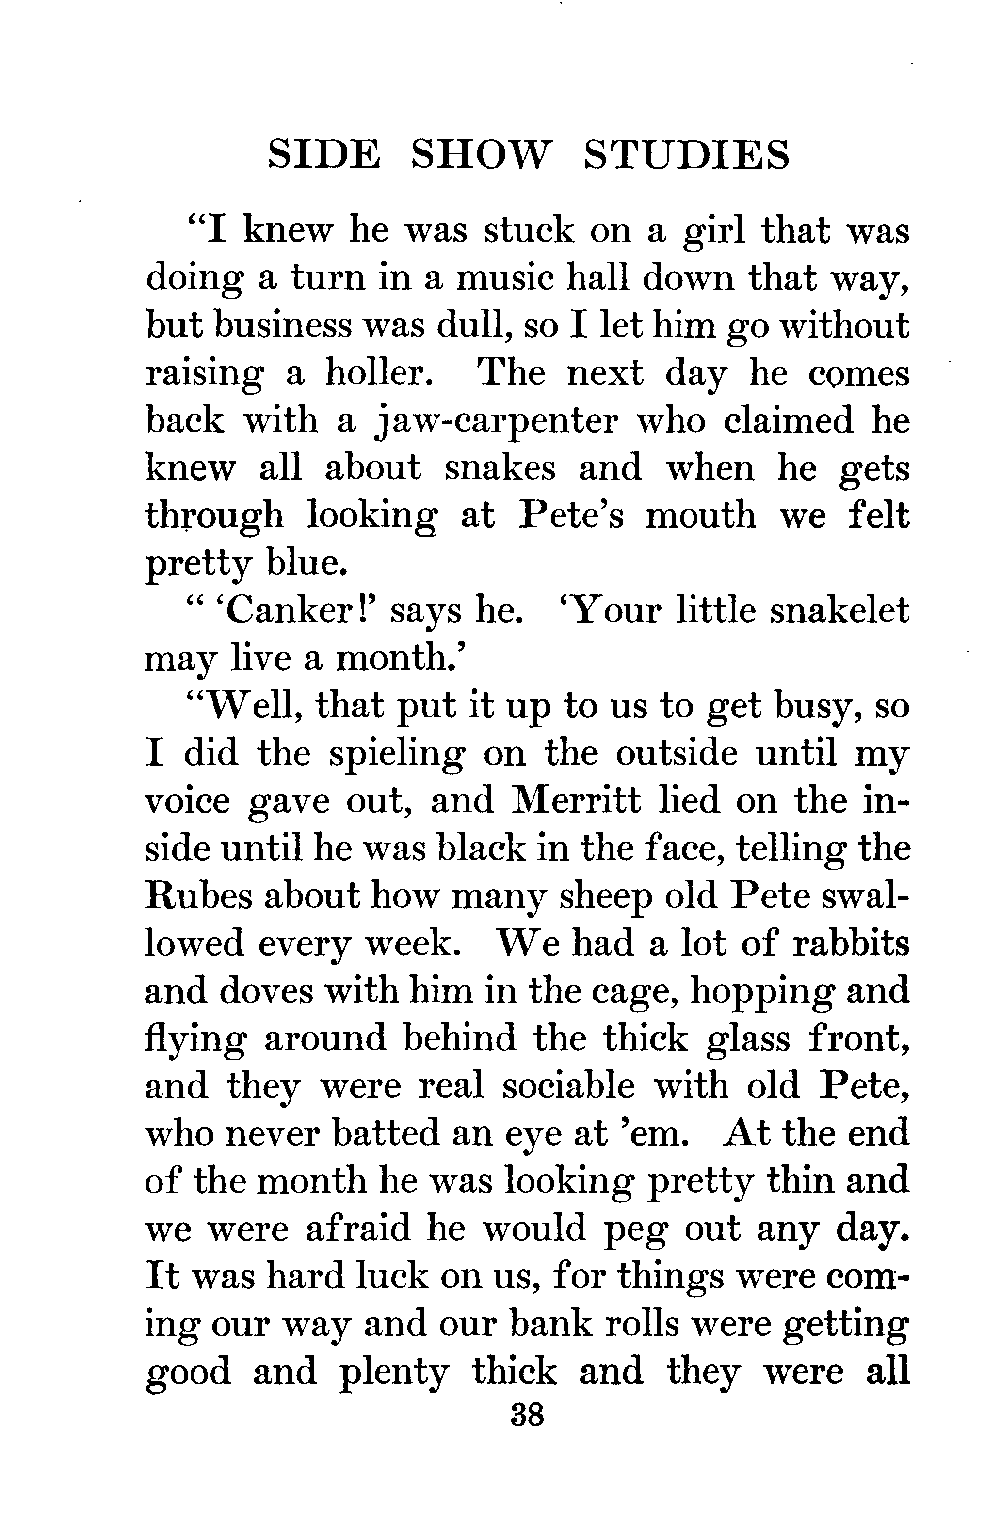 SIDE SHOW STUDIES
“I knew he was stuck on a girl that was
doing a turn in a music hall down that way,
but business was dull, so I let him go without
raising a holler. The next day he comes
back with a jaw-carpenter who claimed he
knew all about snakes and when he gets
through looking at Pete’s mouth we felt
pretty blue.
“ ‘Canker!’ says he. ‘Your little snakelet
may live a month.’
“Well, that put it up to us to get busy, so
I did the spieling on the outside until my
voice gave out, and Merritt lied on the in-
side until he was black in the face, telling the
Rubes about how many sheep old Pete swal-
lowed every week. We had a lot of rabbits
and doves with him in the cage, hopping and
flying around behind the thick glass front,
and they were real sociable with old Pete,
who never batted an eye at ’em. At the end
of the month he was looking pretty thin and
we were afraid he would peg out any day.
It was hard luck on us, for things were com-
ing our way and our bank rolls were getting
good and plenty thick and they were all
38